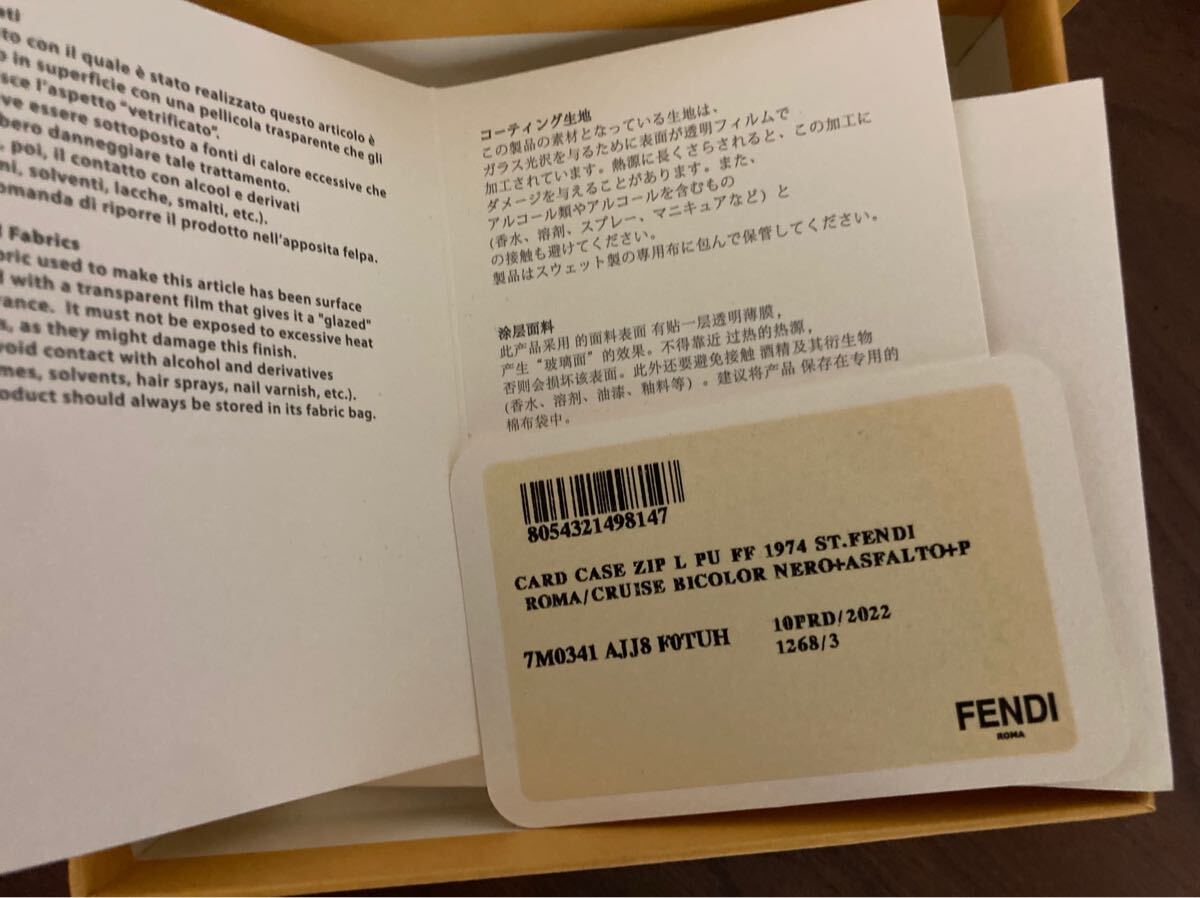 ati
to con il quale è stato realizzato questo articolo è
in superficie con una pellicola trasparente che gli
sce l'aspetto "vetrificato".
ve essere sottoposto a fonti di calore eccessive che
bero danneggiare tale trattamento.
poi, il contatto con alcool e derivati
mi, solventi, lacche, smalti, etc.).
omanda di riporre il prodotto nell'apposita felpa.
Fabrics
bric used to make this article has been surface
with a transparent film that gives it a "glazed"
rance. It must not be exposed to excessive heat
s, as they might damage this finish.
void contact with alcohol and derivatives
mes, solvents, hair sprays, nail varnish, etc.).
oduct should always be stored in its fabric bag.
コーティング生地
この製品の素材となっている生地は、
ガラス光沢を与るために表面が透明フィルムで
加工されています。熱源に長くさらされると、この加工に
ダメージを与えることがあります。また、
アルコール類やアルコールを含むもの
(香水、溶剤、スプレー、マニキュアなど) と
の接触も避けてください。
製品はスウェット製の専用布に包んで保管してください。
涂层面料
此产品采用 的面料表面 有贴一层透明薄膜，
产生“玻璃面”的效果。不得靠近 过热的热源，
否则会损坏该表面。此外还要避免接触 酒精及其衍生物
(香水、溶剂、油漆、釉料等) 。建议将产品 保存在专用的
棉布袋中。
8054321498147
CARD CASE ZIP L PU FF 1974 ST.FENDI
ROMA/CRUISE BICOLOR NERO+ASFALTO+P
7M0341 AJJ8 F0TUH
10PRD/2022
1268/3
FENDI
ROMA